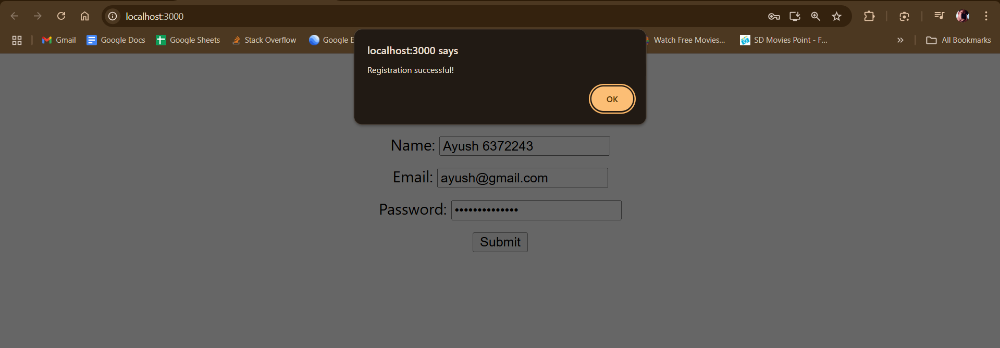 localhost:3000
Gmail Google Docs Google Sheets Stack Overflow Google E Watch Free Movies... SD Movies Point - F... » All Bookmarks
localhost:3000 says
Registration successful!
OK
Name: Ayush 6372243
Email: ayush@gmail.com
Password: ••••••••••••••
Submit